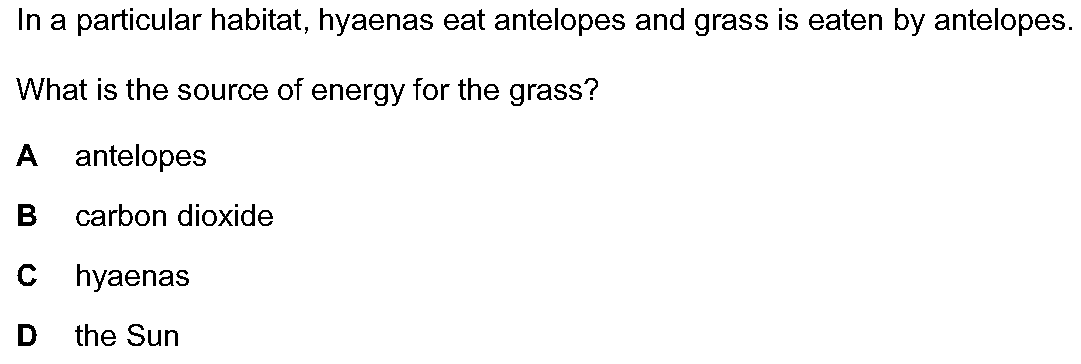 In a particular habitat, hyaenas eat antelopes and grass is eaten by antelopes.
What is the source of energy for the grass?
A antelopes
B carbon dioxide
C hyaenas
D the Sun